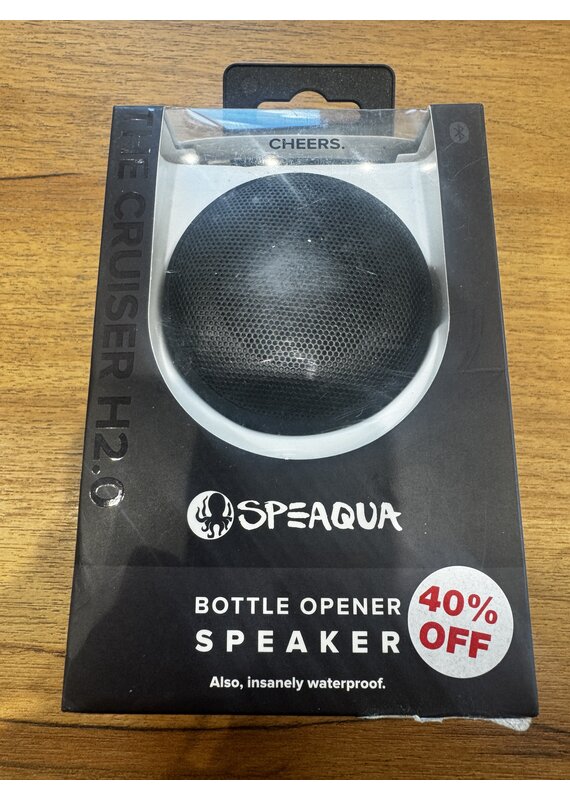 CHEERS.
THE CRUISER H2.0
SPEAQUA
BOTTLE OPENER
SPEAKER
40%
OFF
Also, insanely waterproof.